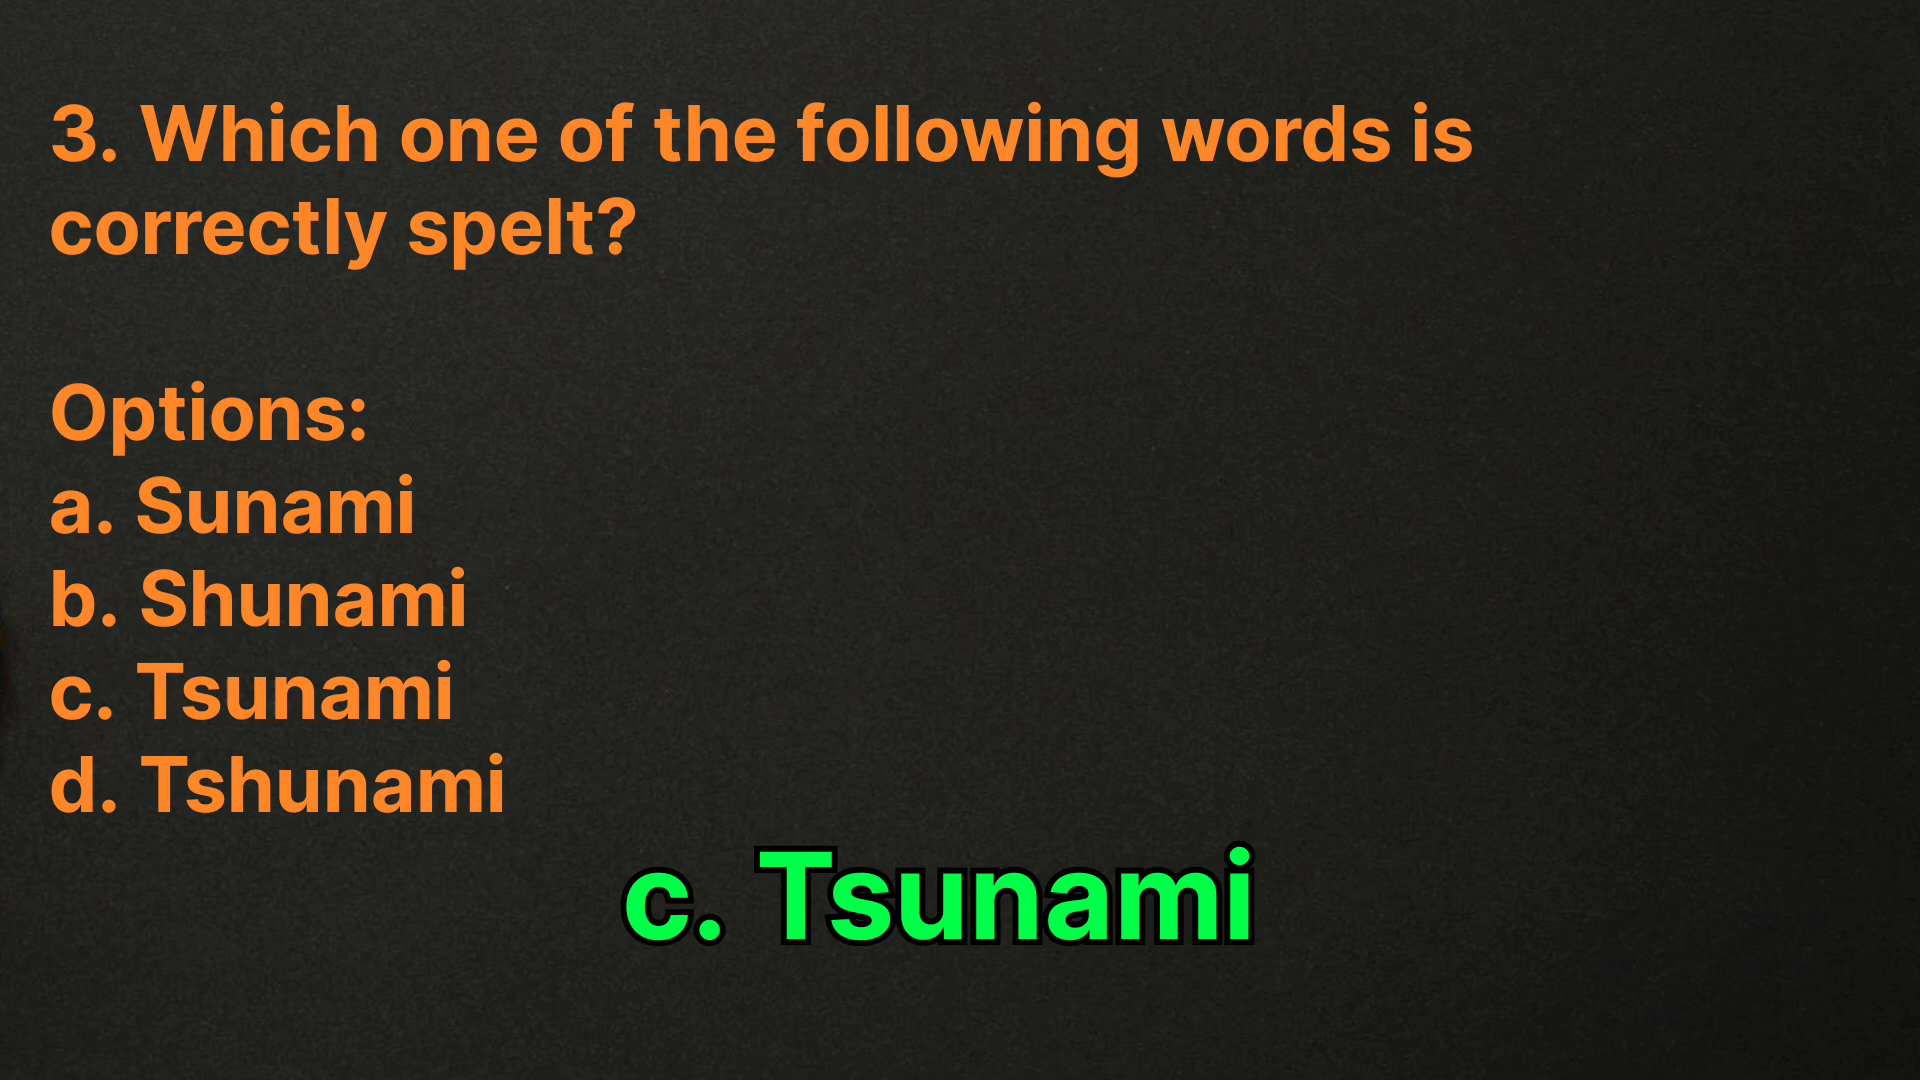 3. Which one of the following words is
correctly spelt?
Options:
a. Sunami
b. Shunami
c. Tsunami
d. Tshunami
c. Tsunami